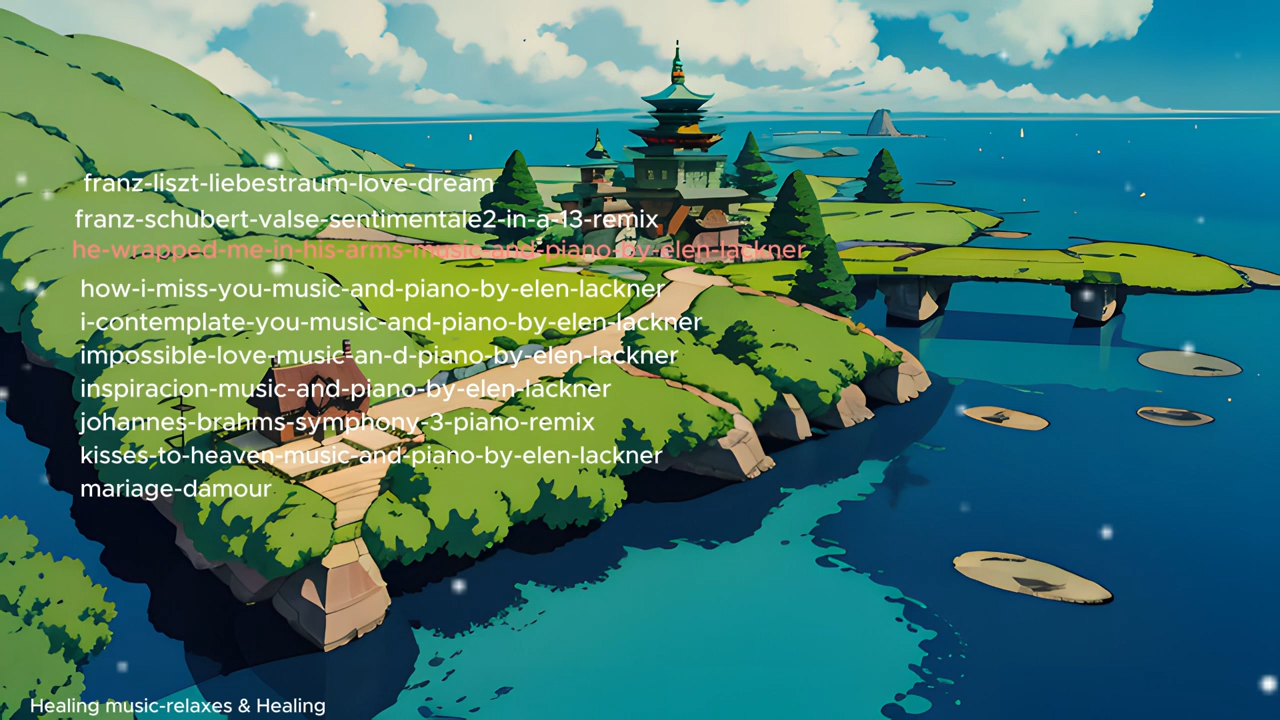 franz-liszt-liebestraum-love-dream
franz-schubert-valse-sentimentale2-in-a-13-remix
he-wrapped-me-in-his-arms-music-and-piano-by-elen-lackner
how-i-miss-you-music-and-piano-by-elen-lackner
i-contemplate-you-music-and-piano-by-elen-lackner
impossible-love-music-an-d-piano-by-elen-lackner
inspiracion-music-and-piano-by-elen-lackner
johannes-brahms-symphony-3-piano-remix
kisses-to-heaven-music-and-piano-by-elen-lackner
mariage-damour
Healing music-relaxes & Healing